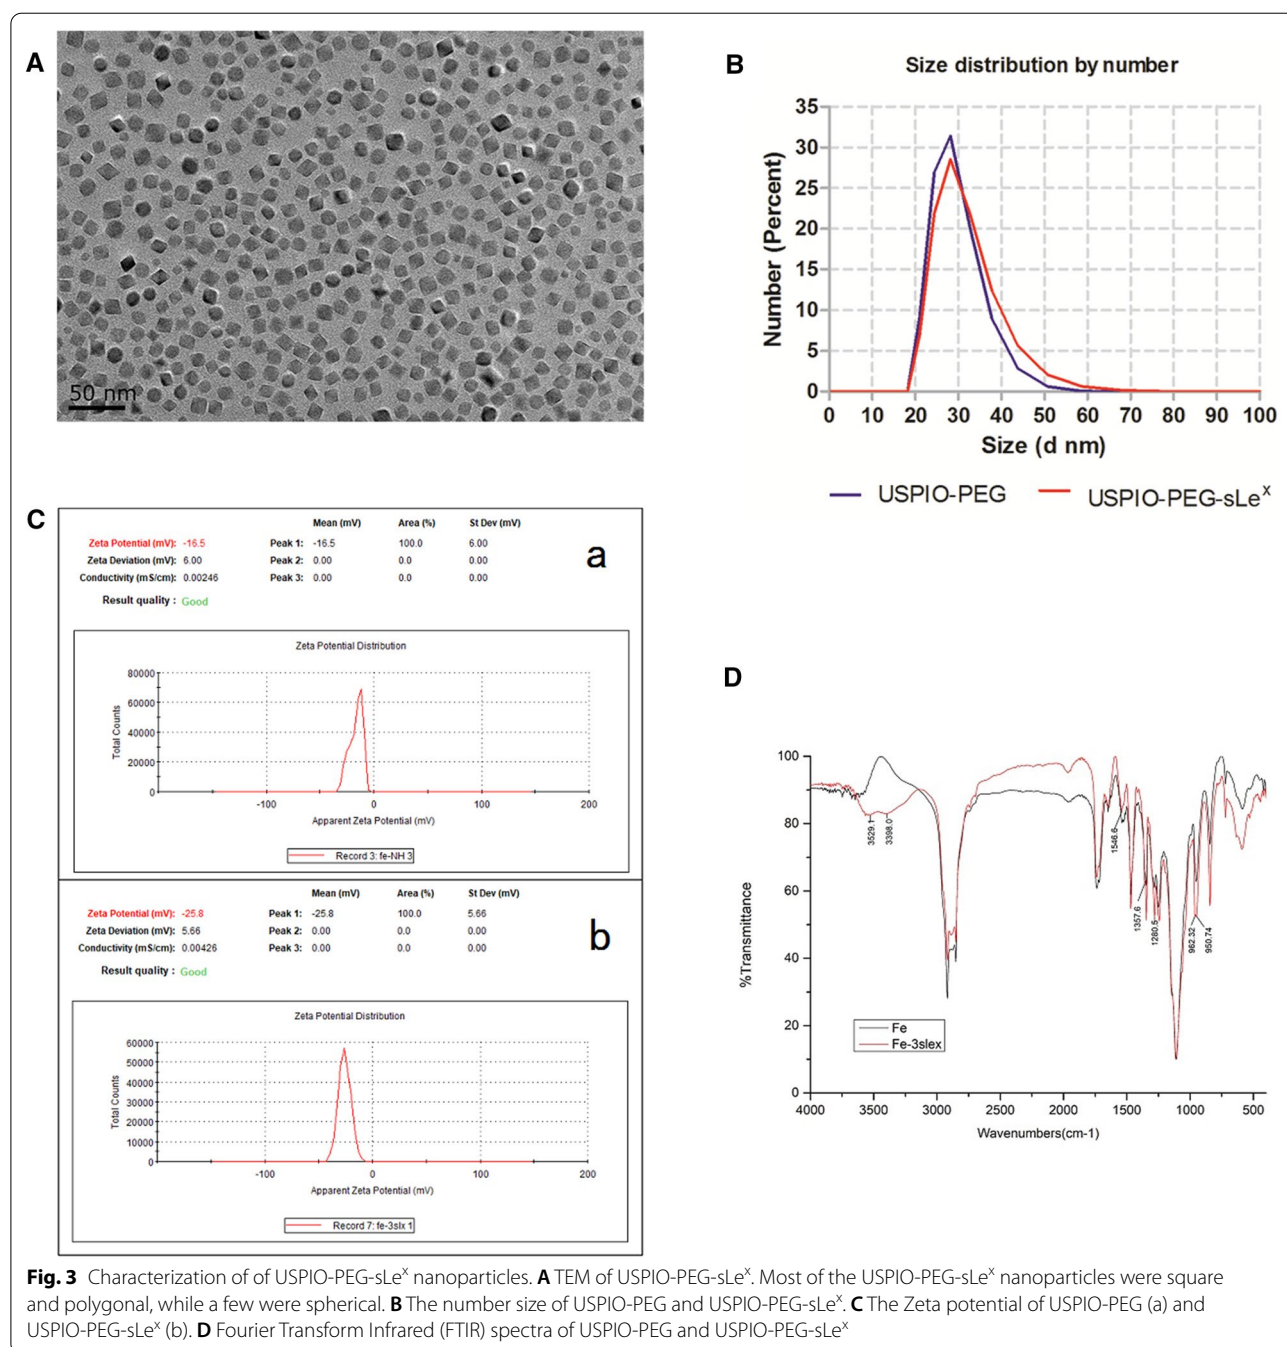 A
50 nm
B
Size distribution by number
Number (Percent)
35
30
25
20
15
10
5
0
0 10 20 30 40 50 60 70 80 90 100
Size (d nm)
USPIO-PEG USPIO-PEG-sLeˣ
C
Mean (mV) Area (%) St Dev (mV)
Zeta Potential (mV): -16.5 Peak 1: -16.5 100.0 6.00
Zeta Deviation (mV): 6.00 Peak 2: 0.00 0.0 0.00
Conductivity (mS/cm): 0.00246 Peak 3: 0.00 0.0 0.00
Result quality : Good
a
Zeta Potential Distribution
Total Counts
80000
60000
40000
20000
0
-100 0 100 200
Apparent Zeta Potential (mV)
Record 3: fe-NH 3
Mean (mV) Area (%) St Dev (mV)
Zeta Potential (mV): -25.8 Peak 1: -25.8 100.0 5.66
Zeta Deviation (mV): 5.66 Peak 2: 0.00 0.0 0.00
Conductivity (mS/cm): 0.00426 Peak 3: 0.00 0.0 0.00
Result quality : Good
b
Zeta Potential Distribution
Total Counts
60000
50000
40000
30000
20000
10000
0
-100 0 100 200
Apparent Zeta Potential (mV)
Record 7: fe-3slx 1
D
%Transmittance
100
80
60
40
20
0
3529.1
3398.0
1546.6
1357.6
1280.5
962.32
950.74
Fe
Fe-3slex
4000 3500 3000 2500 2000 1500 1000 500
Wavenumbers(cm-1)
Fig. 3 Characterization of of USPIO-PEG-sLeˣ nanoparticles. A TEM of USPIO-PEG-sLeˣ. Most of the USPIO-PEG-sLeˣ nanoparticles were square
and polygonal, while a few were spherical. B The number size of USPIO-PEG and USPIO-PEG-sLeˣ. C The Zeta potential of USPIO-PEG (a) and
USPIO-PEG-sLeˣ (b). D Fourier Transform Infrared (FTIR) spectra of USPIO-PEG and USPIO-PEG-sLeˣ